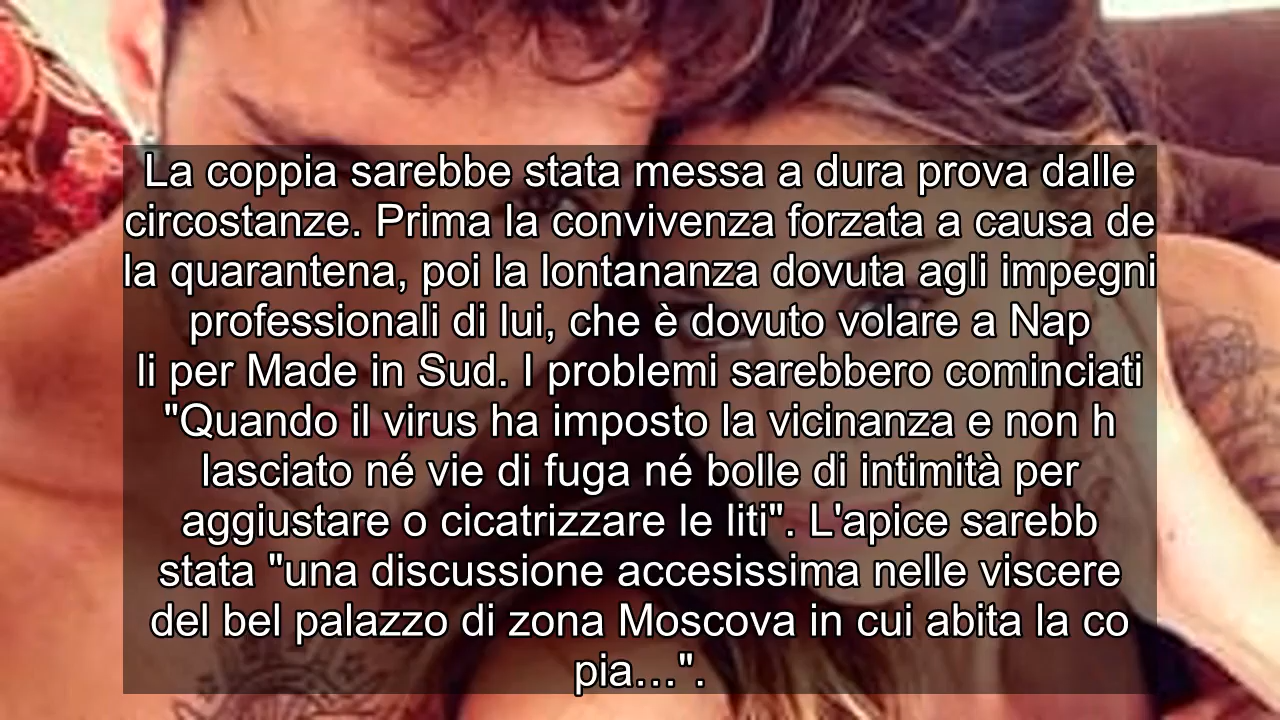 La coppia sarebbe stata messa a dura prova dalle
circostanze. Prima la convivenza forzata a causa de
la quarantena, poi la lontananza dovuta agli impegni
professionali di lui, che è dovuto volare a Nap
li per Made in Sud. I problemi sarebbero cominciati
"Quando il virus ha imposto la vicinanza e non h
lasciato né vie di fuga né bolle di intimità per
aggiustare o cicatrizzare le liti". L'apice sarebb
stata "una discussione accesissima nelle viscere
del bel palazzo di zona Moscova in cui abita la co
pia…".